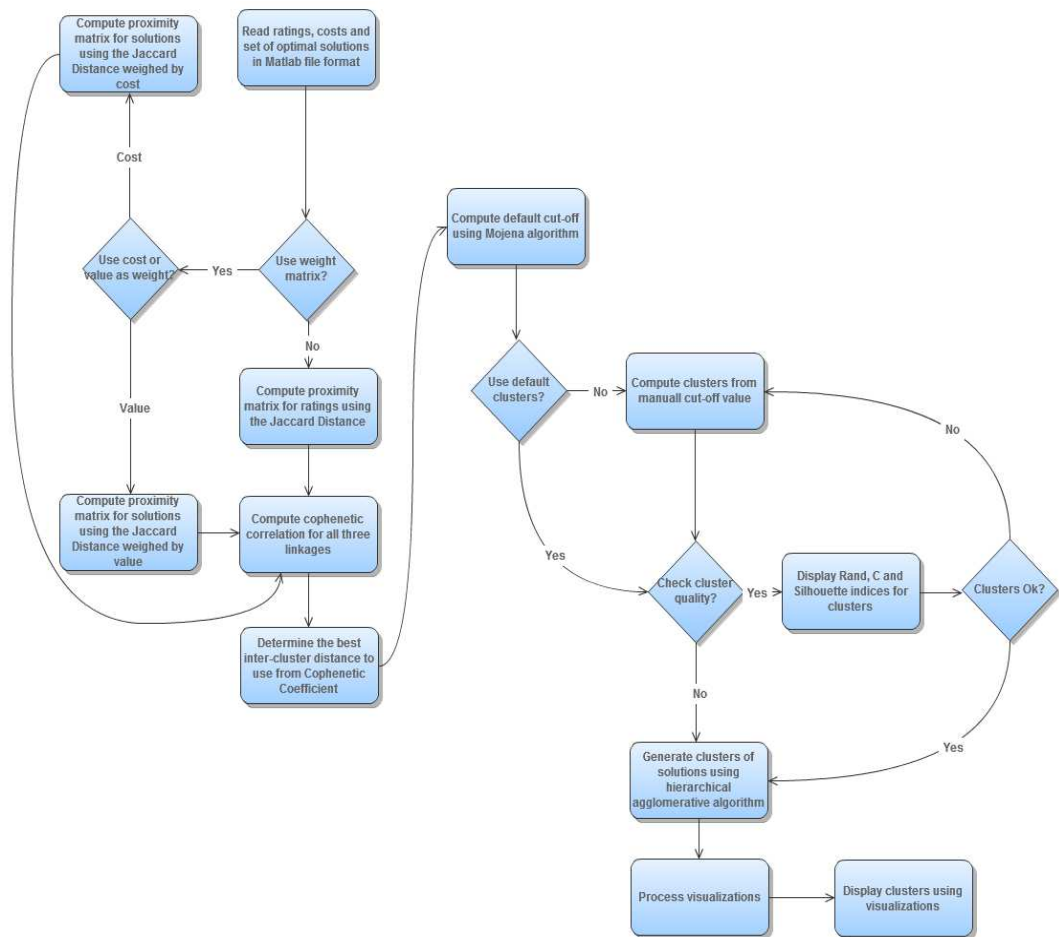 Compute proximity
matrix for solutions
using the Jaccard
Distance weighed by
cost
Read ratings, costs and
set of optimal solutions
in Matlab file format
Cost
Use cost or
value as weight?
Yes
Use weight
matrix?
No
Value
Compute proximity
matrix for ratings using
the Jaccard Distance
Compute proximity
matrix for solutions
using the Jaccard
Distance weighed by
value
Compute cophenetic
correlation for all three
linkages
Determine the best
inter-cluster distance to
use from Cophenetic
Coefficient
Compute default cut-off
using Mojena algorithm
Use default
clusters?
No
Compute clusters from
manuall cut-off value
No
Yes
Check cluster
quality?
Yes
Display Rand, C and
Silhouette indices for
clusters
Clusters Ok?
No
Yes
Generate clusters of
solutions using
hierarchical
agglomerative algorithm
Process visualizations
Display clusters using
visualizations